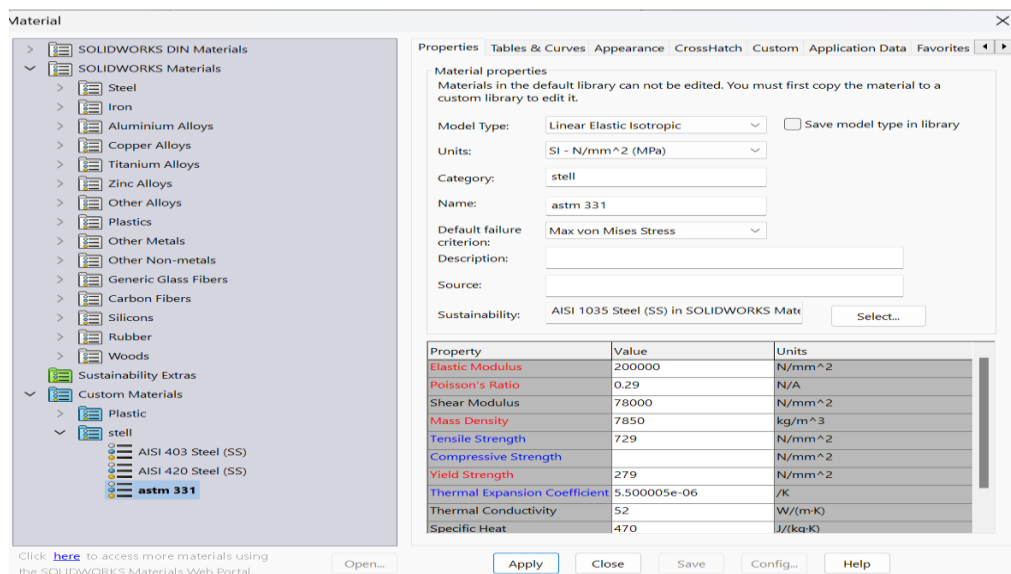 Material
SOLIDWORKS DIN Materials
SOLIDWORKS Materials
Steel
Iron
Aluminium Alloys
Copper Alloys
Titanium Alloys
Zinc Alloys
Other Alloys
Plastics
Other Metals
Other Non-metals
Generic Glass Fibers
Carbon Fibers
Silicons
Rubber
Woods
Sustainability Extras
Custom Materials
Plastic
stell
AISI 403 Steel (SS)
AISI 420 Steel (SS)
astm 331
Click here to access more materials using
the SOLIDWORKS Materials Web Portal.
Open...
Properties Tables & Curves Appearance CrossHatch Custom Application Data Favorites
Material properties
Materials in the default library can not be edited. You must first copy the material to a
custom library to edit it.
Model Type: Linear Elastic Isotropic Save model type in library
Units: SI - N/mm^2 (MPa)
Category: stell
Name: astm 331
Default failure
criterion: Max von Mises Stress
Description:
Source:
Sustainability: AISI 1035 Steel (SS) in SOLIDWORKS Mate Select...
Property Value Units
Elastic Modulus 200000 N/mm^2
Poisson's Ratio 0.29 N/A
Shear Modulus 78000 N/mm^2
Mass Density 7850 kg/m^3
Tensile Strength 729 N/mm^2
Compressive Strength N/mm^2
Yield Strength 279 N/mm^2
Thermal Expansion Coefficient 5.500005e-06 /K
Thermal Conductivity 52 W/(m·K)
Specific Heat 470 J/(kg·K)
Apply Close Save Config... Help